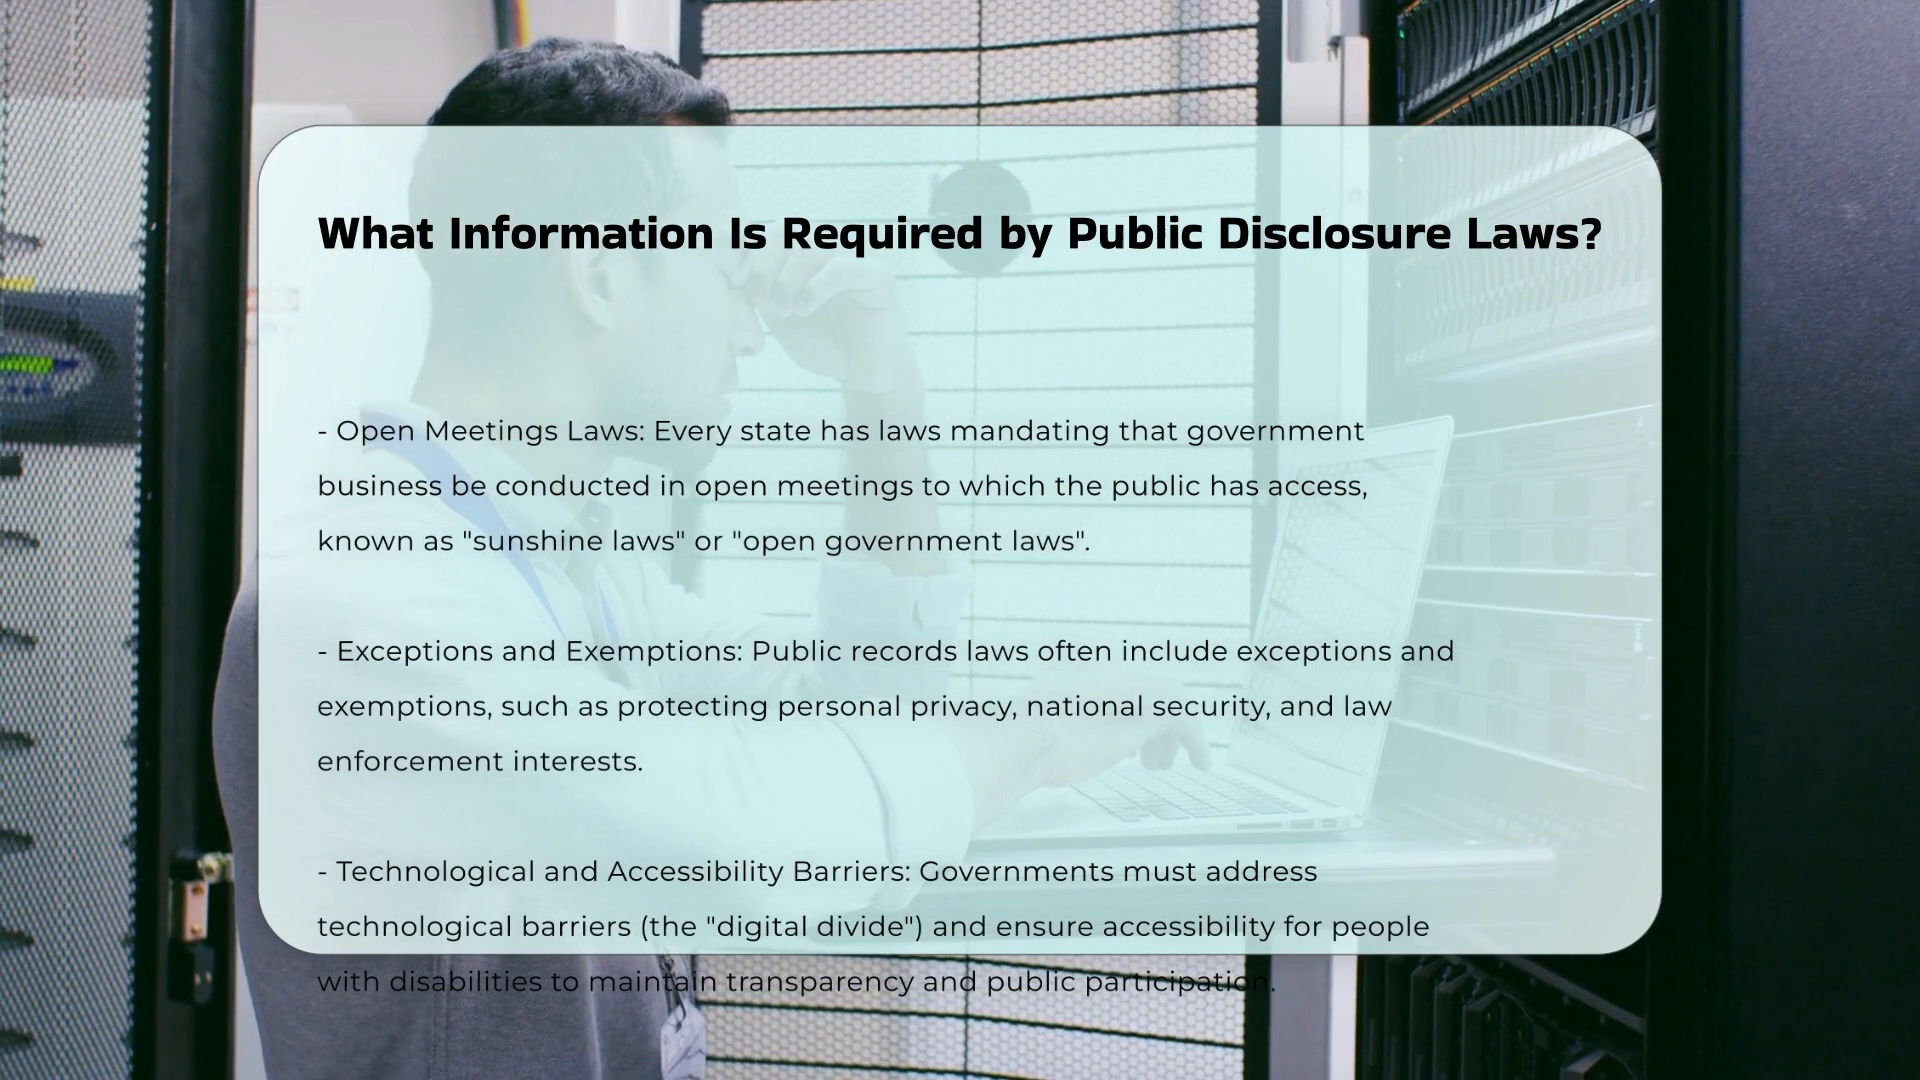 What Information Is Required by Public Disclosure Laws?
- Open Meetings Laws: Every state has laws mandating that government
business be conducted in open meetings to which the public has access,
known as "sunshine laws" or "open government laws".
- Exceptions and Exemptions: Public records laws often include exceptions and
exemptions, such as protecting personal privacy, national security, and law
enforcement interests.
- Technological and Accessibility Barriers: Governments must address
technological barriers (the "digital divide") and ensure accessibility for people
with disabilities to maintain transparency and public participation.